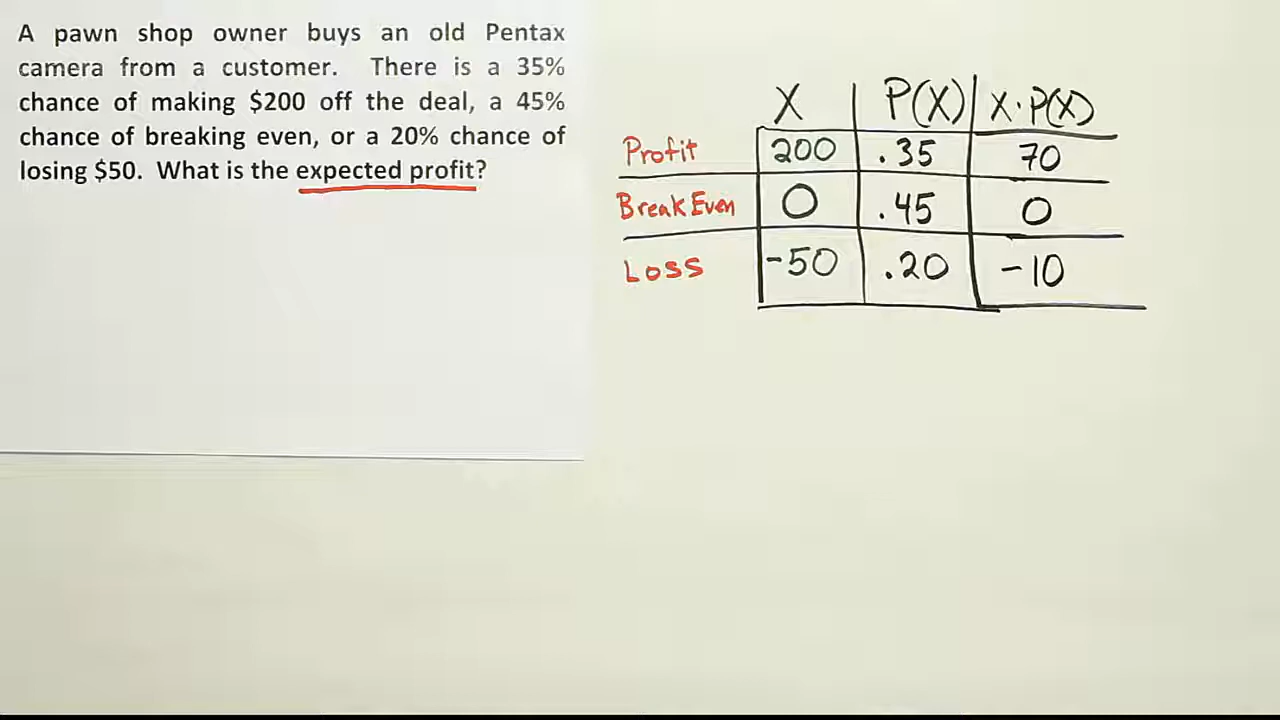 A pawn shop owner buys an old Pentax
camera from a customer. There is a 35%
chance of making $200 off the deal, a 45%
chance of breaking even, or a 20% chance of
losing $50. What is the expected profit?
X P(X) X·P(X)
Profit 200 .35 70
Break Even 0 .45 0
Loss -50 .20 -10